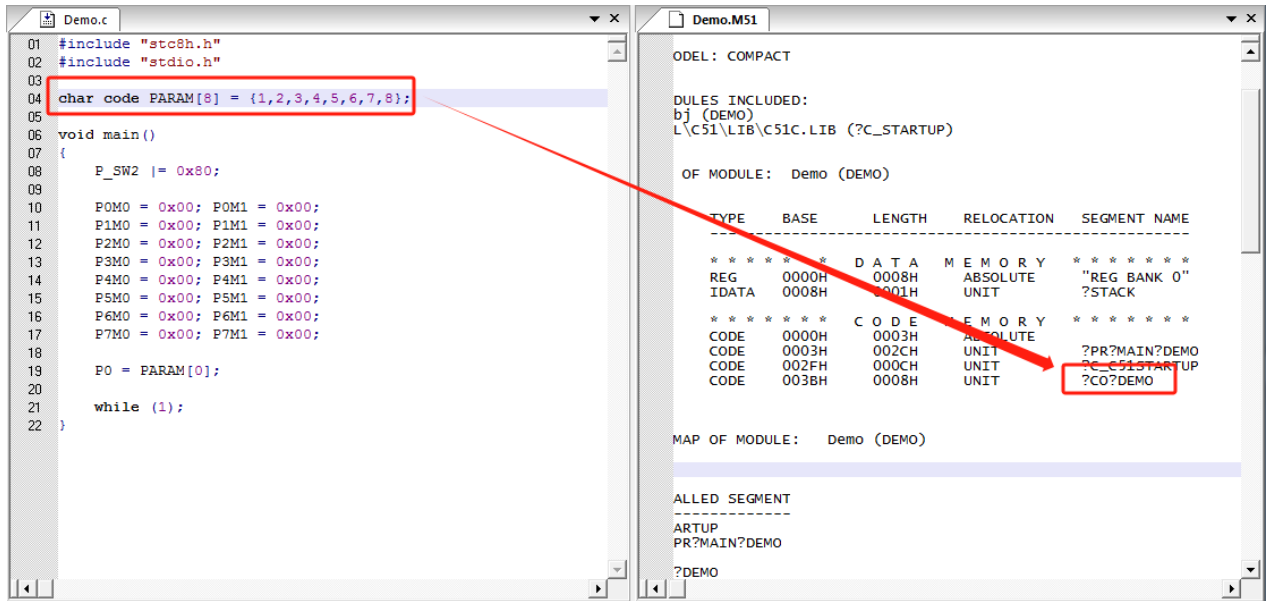 Demo.c
01 #include "stc8h.h"
02 #include "stdio.h"
03
04 char code PARAM[8] = {1,2,3,4,5,6,7,8};
05
06 void main()
07 {
08 P_SW2 |= 0x80;
09
10 P0M0 = 0x00; P0M1 = 0x00;
11 P1M0 = 0x00; P1M1 = 0x00;
12 P2M0 = 0x00; P2M1 = 0x00;
13 P3M0 = 0x00; P3M1 = 0x00;
14 P4M0 = 0x00; P4M1 = 0x00;
15 P5M0 = 0x00; P5M1 = 0x00;
16 P6M0 = 0x00; P6M1 = 0x00;
17 P7M0 = 0x00; P7M1 = 0x00;
18
19 P0 = PARAM[0];
20
21 while (1);
22 }
Demo.M51
ODEL: COMPACT
DULES INCLUDED:
bj (DEMO)
L\C51\LIB\C51C.LIB (?C_STARTUP)
OF MODULE: Demo (DEMO)
TYPE BASE LENGTH RELOCATION SEGMENT NAME
-----------------------------------------------------
* * * * * * D A T A M E M O R Y * * * * * * *
REG 0000H 0008H ABSOLUTE "REG BANK 0"
IDATA 0008H 0001H UNIT ?STACK
* * * * * * * C O D E M E M O R Y * * * * * * *
CODE 0000H 0003H ABSOLUTE
CODE 0003H 002CH UNIT ?PR?MAIN?DEMO
CODE 002FH 000CH UNIT ?C_C51STARTUP
CODE 003BH 0008H UNIT ?CO?DEMO
MAP OF MODULE: Demo (DEMO)
ALLED SEGMENT
-------------
ARTUP
PR?MAIN?DEMO
?DEMO